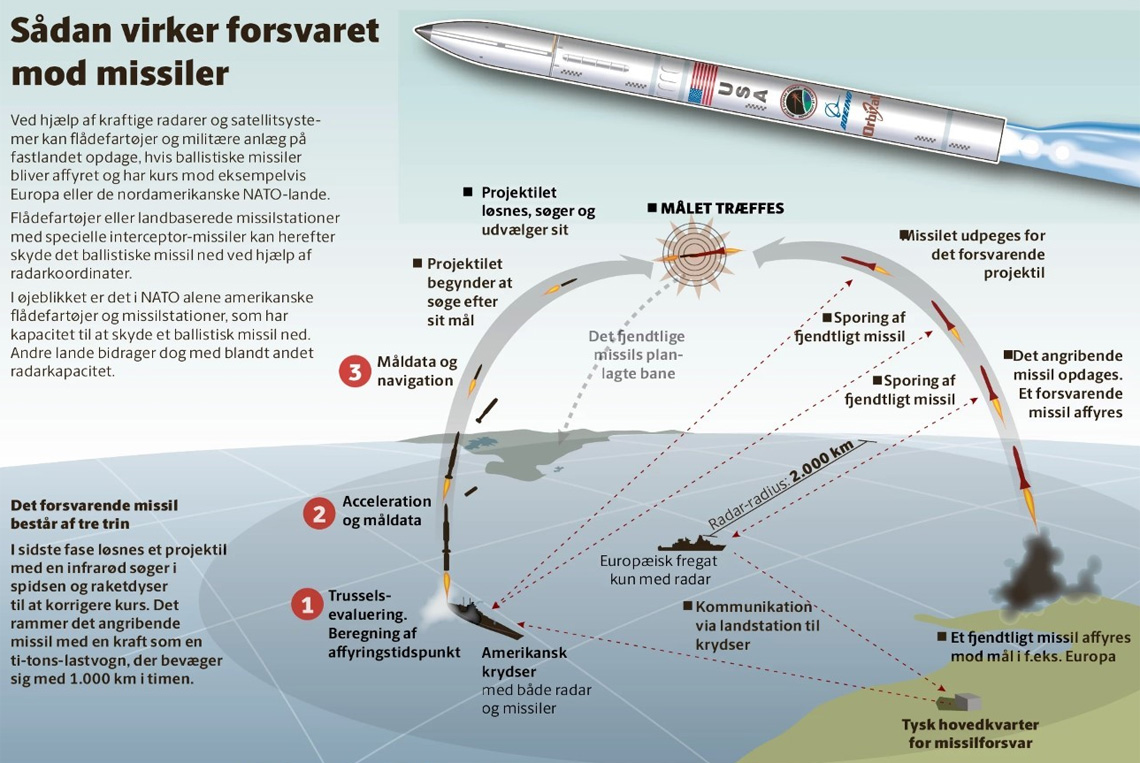 Sådan virker forsvaret
mod missiler
Ved hjælp af kraftige radarer og satellitsyste-
mer kan flådefartøjer og militære anlæg på
fastlandet opdage, hvis ballistiske missiler
bliver affyret og har kurs mod eksempelvis
Europa eller de nordamerikanske NATO-lande.
Flådefartøjer eller landbaserede missilstationer
med specielle interceptor-missiler kan herefter
skyde det ballistiske missil ned ved hjælp af
radarkoordinater.
I øjeblikket er det i NATO alene amerikanske
flådefartøjer og missilstationer, som har
kapacitet til at skyde et ballistisk missil ned.
Andre lande bidrager dog med blandt andet
radarkapacitet.
USA
BOEING
Orbital
Projektilet
løsnes, søger og
udvælger sit
MÅLET TRÆFFES
Missilet udpeges for
det forsvarende
projektil
Projektilet
begynder at
søge efter
sit mål
Sporing af
fjendtligt missil
Det fjendtlige
missils plan-
lagte bane
3 Måldata og
navigation
Det angribende
missil opdages.
Et forsvarende
missil affyres
Sporing af
fjendtligt missil
Radar-radius: 2.000 km
2 Acceleration
og måldata
Det forsvarende missil
består af tre trin
I sidste fase løsnes et projektil
med en infrarød søger i
spidsen og raketdyser
til at korrigere kurs. Det
rammer det angribende
missil med en kraft som en
ti-tons-lastvogn, der bevæger
sig med 1.000 km i timen.
Europæisk fregat
kun med radar
1 Trussels-
evaluering.
Beregning af
affyringstidspunkt
Kommunikation
via landstation til
krydser
Amerikansk
krydser
med både radar
og missiler
Et fjendtligt missil affyres
mod mål i f.eks. Europa
Tysk hovedkvarter
for missilforsvar